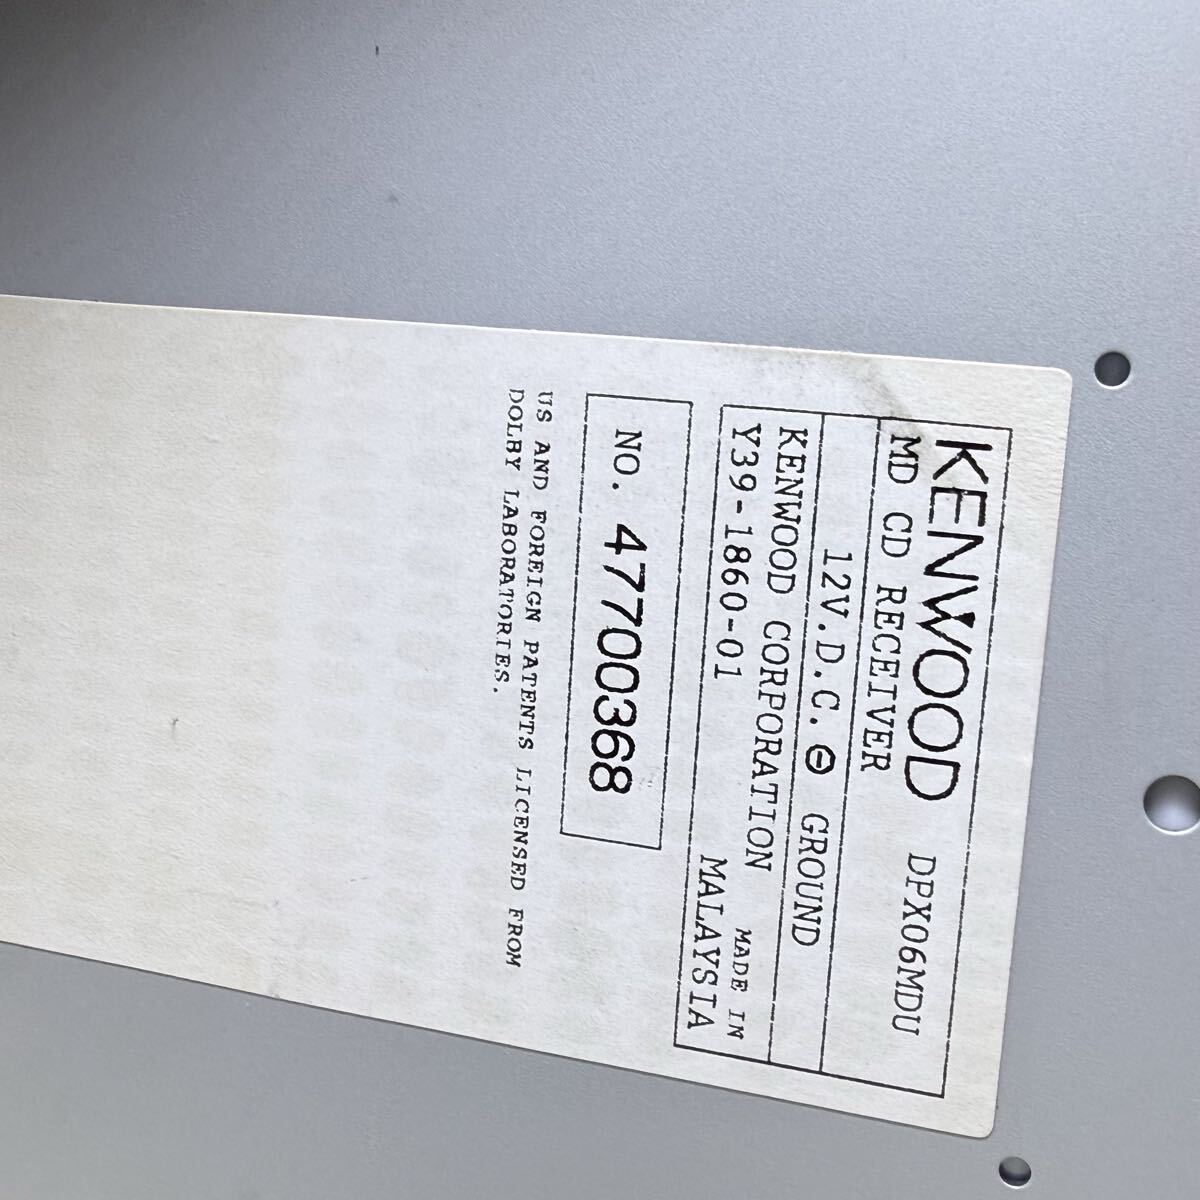 KENWOOD DPX06MDU
MD CD RECEIVER
12V.D.C. ⊖ GROUND
KENWOOD CORPORATION
Y39-1860-01 MADE IN MALAYSIA
NO. 47700368
US AND FOREIGN PATENTS LICENSED FROM
DOLBY LABORATORIES.